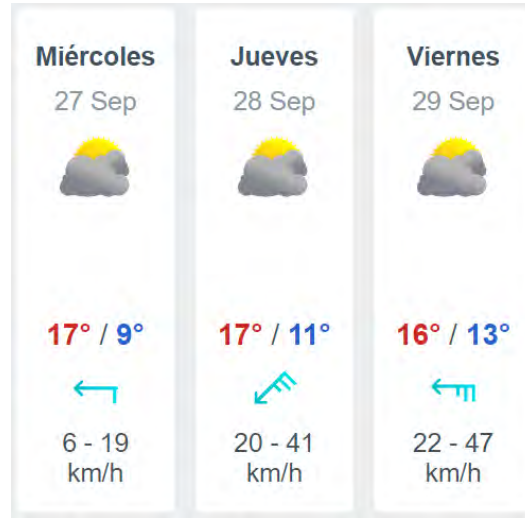 Miércoles
27 Sep
17° / 9°
6 - 19
km/h
Jueves
28 Sep
17° / 11°
20 - 41
km/h
Viernes
29 Sep
16° / 13°
22 - 47
km/h